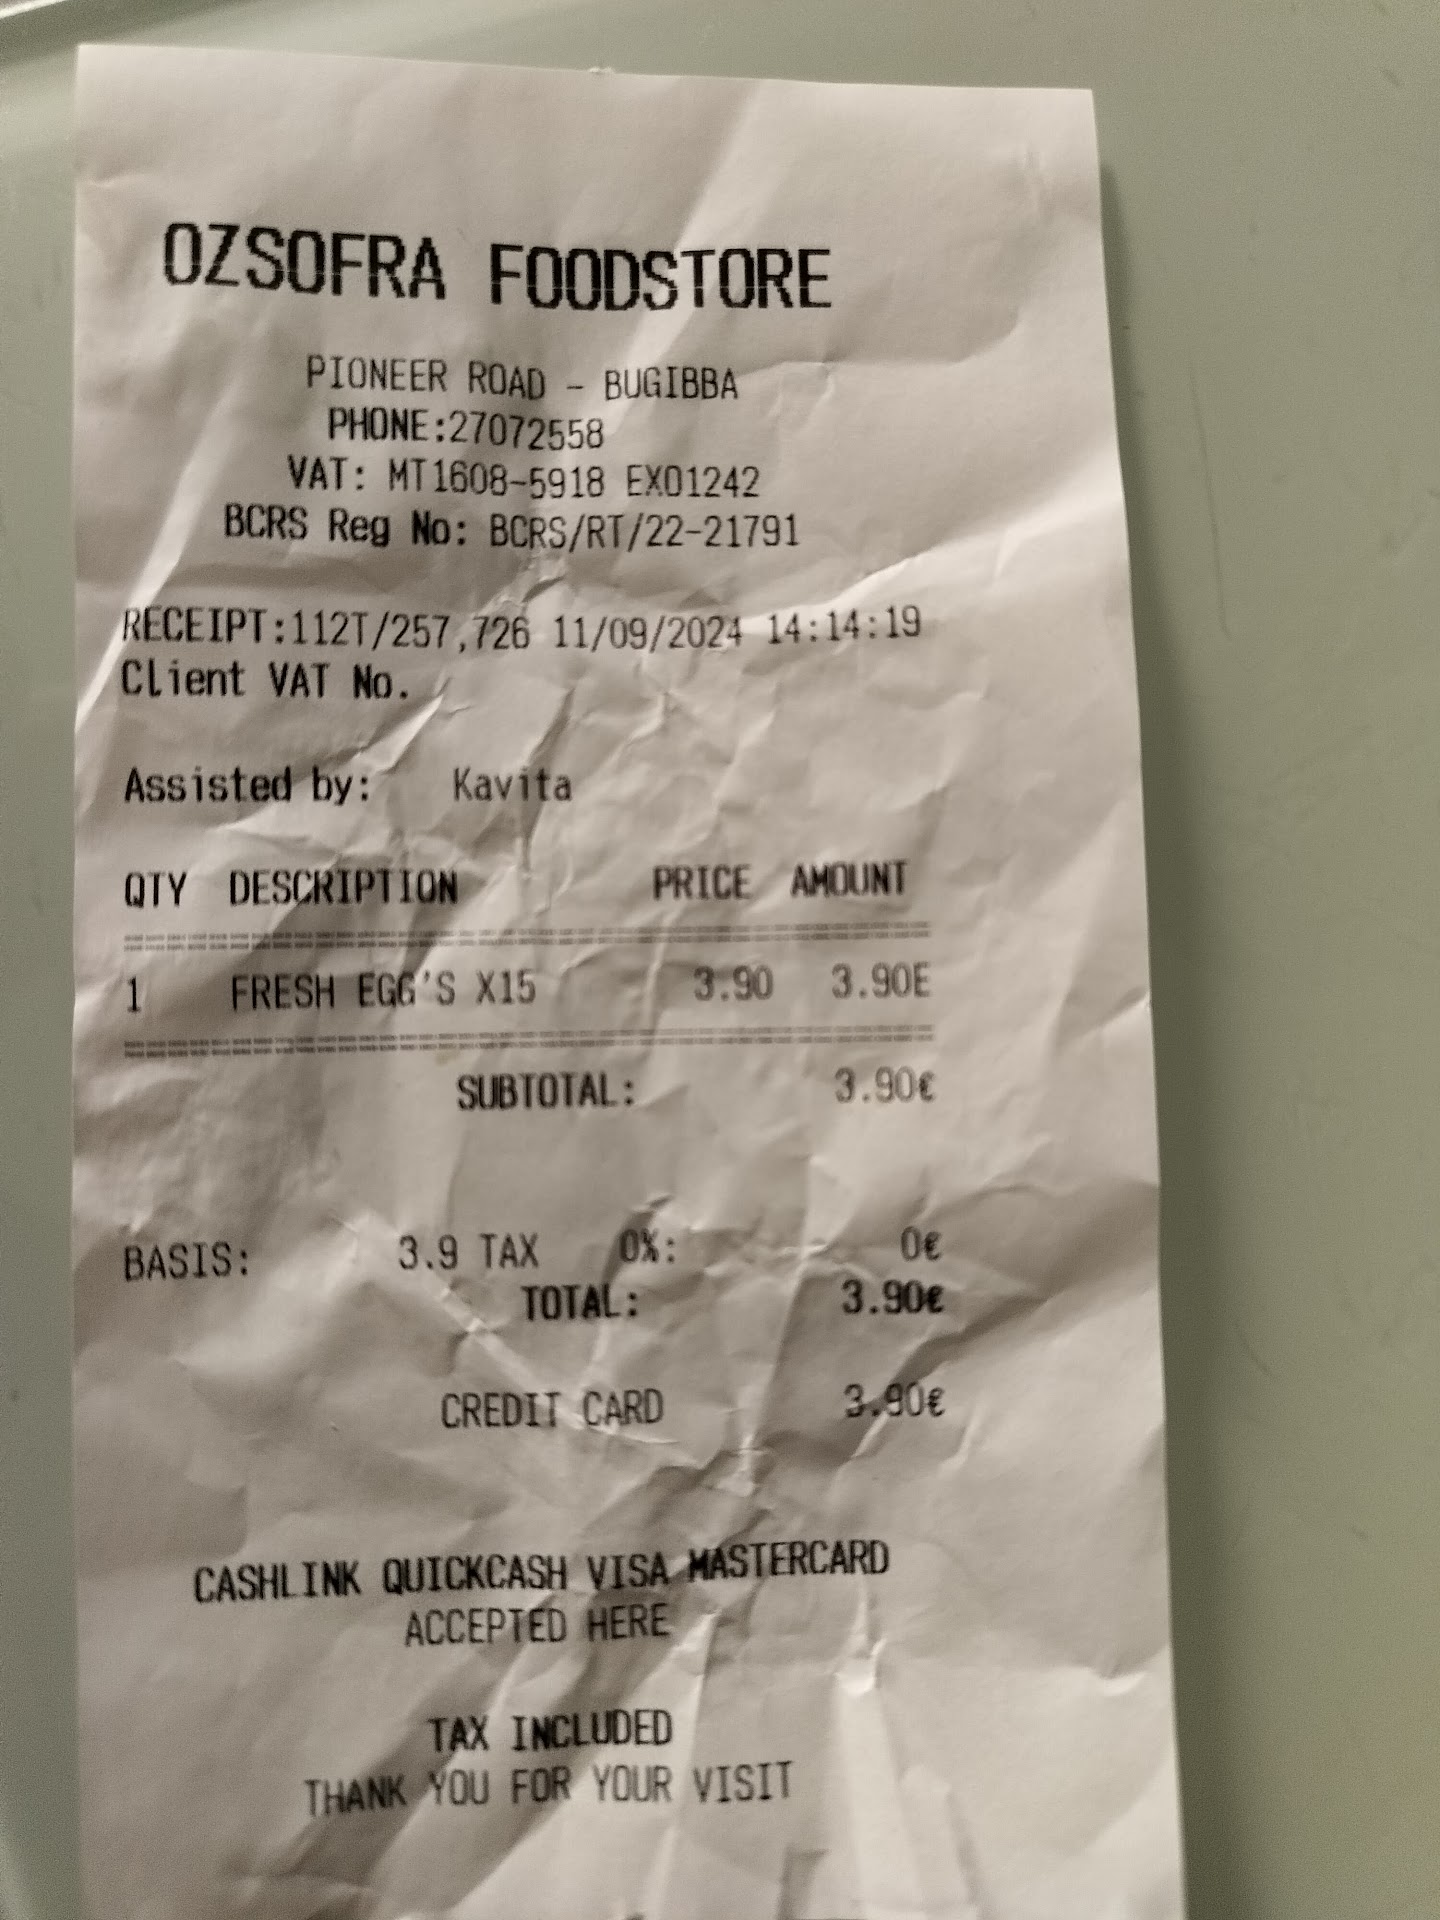 OZSOFRA FOODSTORE
PIONEER ROAD - BUGIBBA
PHONE:27072558
VAT: MT1608-5918 EXO1242
BCRS Reg No: BCRS/RT/22-21791
RECEIPT:112T/257,726 11/09/2024 14:14:19
Client VAT No.
Assisted by: Kavita
QTY DESCRIPTION PRICE AMOUNT
1 FRESH EGG'S X15 3.90 3.90E
SUBTOTAL: 3.90€
BASIS: 3.9 TAX 0%: 0€
TOTAL: 3.90€
CREDIT CARD 3.90€
CASHLINK QUICKCASH VISA MASTERCARD
ACCEPTED HERE
TAX INCLUDED
THANK YOU FOR YOUR VISIT